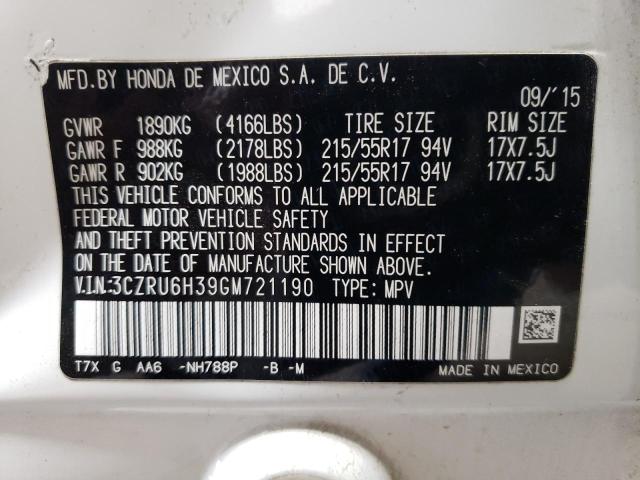 MFD.BY HONDA DE MEXICO S.A. DE C.V.
09/'15
GVWR 1890KG (4166LBS) TIRE SIZE RIM SIZE
GAWR F 988KG (2178LBS) 215/55R17 94V 17X7.5J
GAWR R 902KG (1988LBS) 215/55R17 94V 17X7.5J
THIS VEHICLE CONFORMS TO ALL APPLICABLE
FEDERAL MOTOR VEHICLE SAFETY
AND THEFT PREVENTION STANDARDS IN EFFECT
ON THE DATE OF MANUFACTURE SHOWN ABOVE.
V.I.N:3CZRU6H39GM721190 TYPE: MPV
T7X G AA6 -NH788P -B -M MADE IN MEXICO